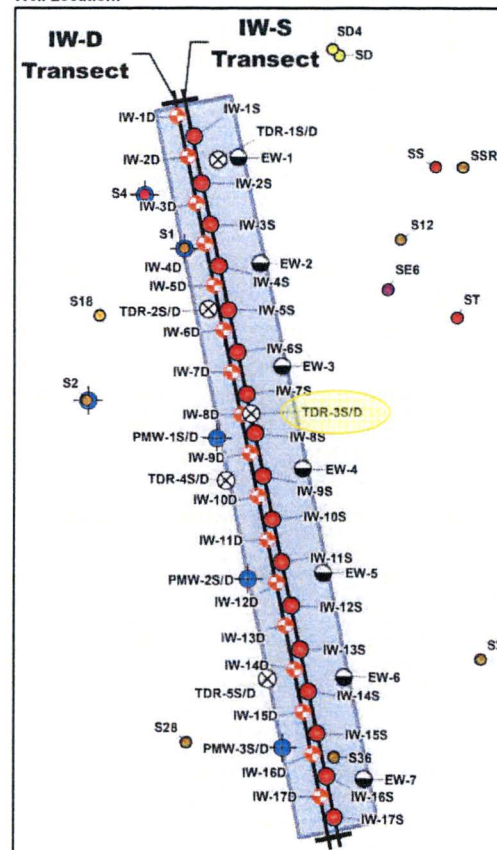 IW-D
Transect
IW-S
Transect
SD4
SD
IW-1D
IW-1S
TDR-1S/D
IW-2D
EW-1
SS
SSR
S4
IW-2S
IW-3D
S1
IW-3S
S12
IW-4D
EW-2
IW-5D
IW-4S
SE6
S18
TDR-2S/D
IW-5S
ST
IW-6D
IW-6S
EW-3
IW-7D
S2
IW-7S
IW-8D
TDR-3S/D
PMW-1S/D
IW-8S
IW-9D
EW-4
TDR-4S/D
IW-9S
IW-10D
IW-10S
IW-11D
IW-11S
EW-5
PMW-2S/D
IW-12D
IW-12S
IW-13D
IW-13S
IW-14D
EW-6
TDR-5S/D
IW-14S
IW-15D
S28
IW-15S
PMW-3S/D
S36
IW-16D
EW-7
IW-16S
IW-17D
IW-17S